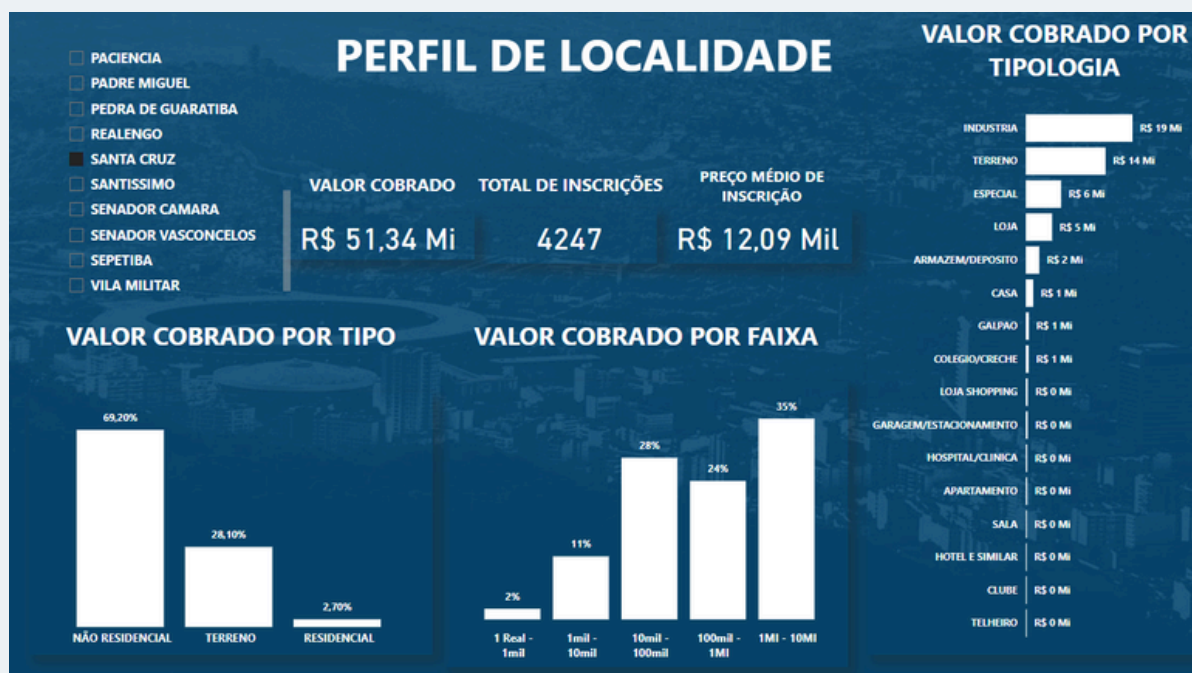 PERFIL DE LOCALIDADE
PACIENCIA
PADRE MIGUEL
PEDRA DE GUARATIBA
REALENGO
SANTA CRUZ
SANTISSIMO
SENADOR CAMARA
SENADOR VASCONCELOS
SEPETIBA
VILA MILITAR
VALOR COBRADO
R$ 51,34 Mi
TOTAL DE INSCRIÇÕES
4247
PREÇO MÉDIO DE
INSCRIÇÃO
R$ 12,09 Mil
VALOR COBRADO POR TIPO
69,20%
28,10%
2,70%
NÃO RESIDENCIAL
TERRENO
RESIDENCIAL
VALOR COBRADO POR FAIXA
2%
11%
28%
24%
35%
1 Real -
1mil
1mil -
10mil
10mil -
100mil
100mil -
1MI
1MI - 10MI
VALOR COBRADO POR
TIPOLOGIA
INDUSTRIA R$ 19 Mi
TERRENO R$ 14 Mi
ESPECIAL R$ 6 Mi
LOJA R$ 5 Mi
ARMAZEM/DEPOSITO R$ 2 Mi
CASA R$ 1 Mi
GALPAO R$ 1 Mi
COLEGIO/CRECHE R$ 1 Mi
LOJA SHOPPING R$ 0 Mi
GARAGEM/ESTACIONAMENTO R$ 0 Mi
HOSPITAL/CLINICA R$ 0 Mi
APARTAMENTO R$ 0 Mi
SALA R$ 0 Mi
HOTEL E SIMILAR R$ 0 Mi
CLUBE R$ 0 Mi
TELHEIRO R$ 0 Mi